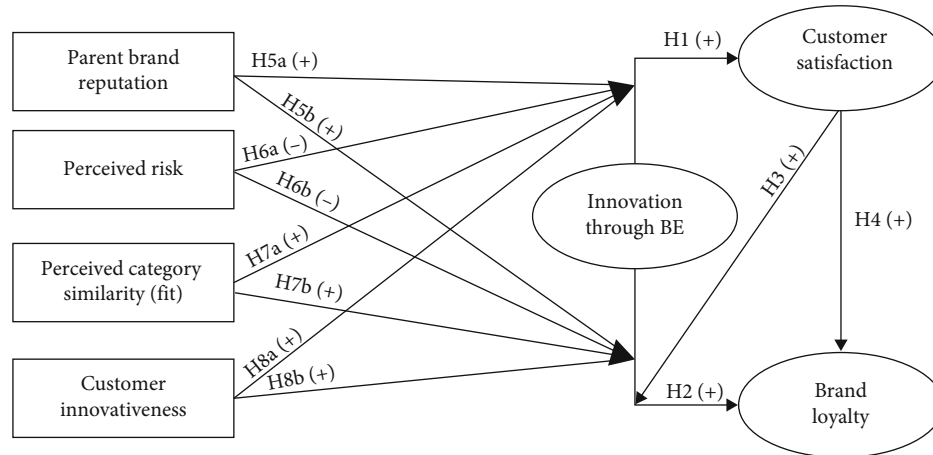 Parent brand
reputation
Perceived risk
Perceived category
similarity (fit)
Customer
innovativeness
H5a (+)
H5b (+)
H6a (–)
H6b (–)
H7a (+)
H7b (+)
H8a (+)
H8b (+)
H1 (+)
Innovation
through BE
H2 (+)
H3 (+)
H4 (+)
Customer
satisfaction
Brand
loyalty